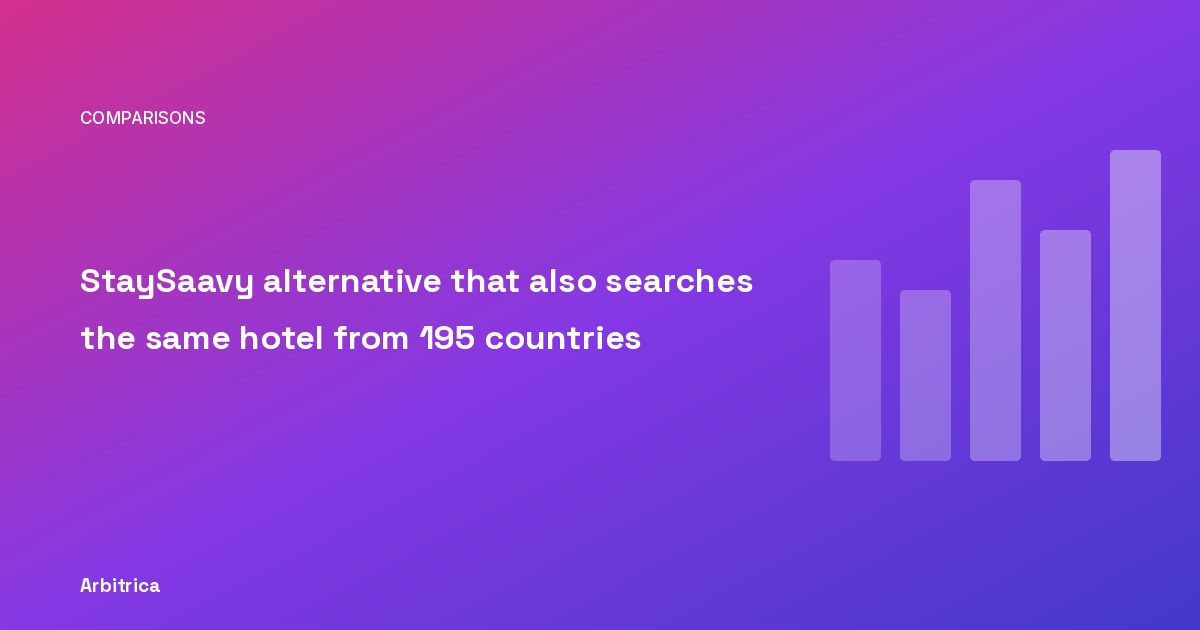 COMPARISONS
StaySaavy alternative that also searches
the same hotel from 195 countries
Arbitrica